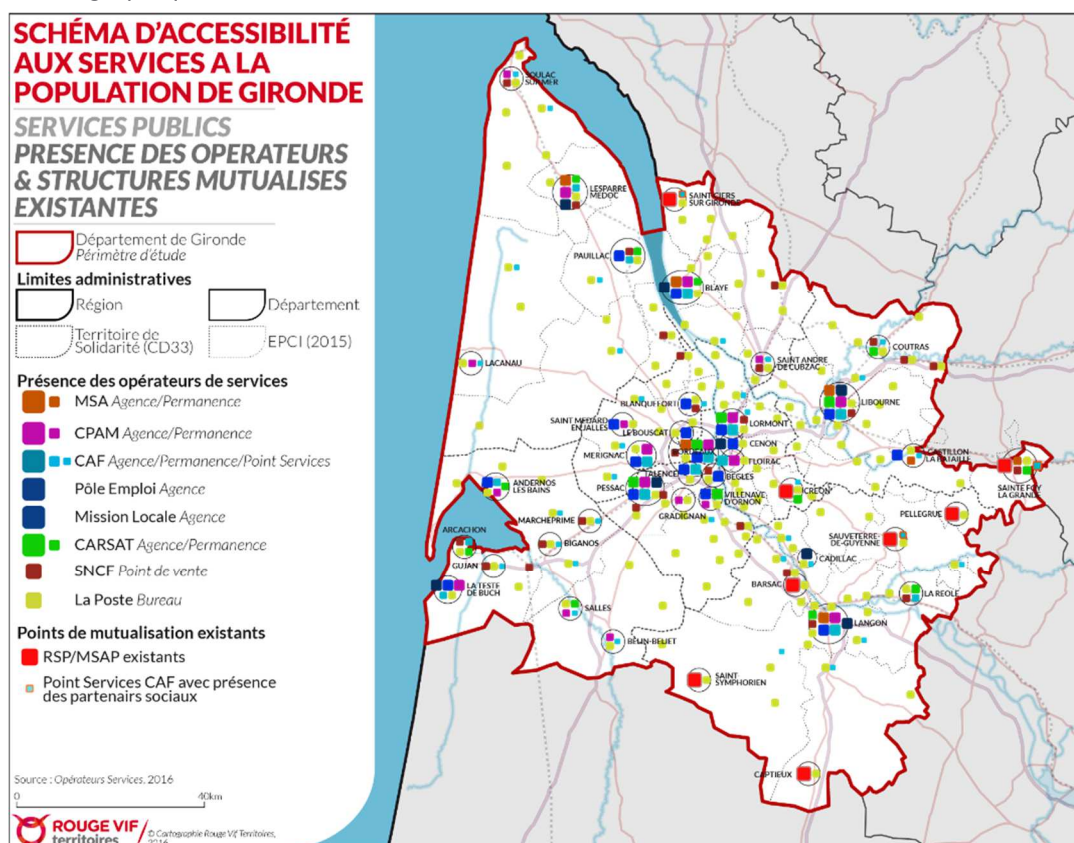 SCHÉMA D'ACCESSIBILITÉ
AUX SERVICES A LA
POPULATION DE GIRONDE
SERVICES PUBLICS
PRESENCE DES OPERATEURS
& STRUCTURES MUTUALISES
EXISTANTES
Département de Gironde
Périmètre d'étude
Limites administratives
Région
Département
Territoire de
Solidarité (CD33)
EPCI (2015)
Présence des opérateurs de services
MSA Agence/Permanence
CPAM Agence/Permanence
CAF Agence/Permanence/Point Services
Pôle Emploi Agence
Mission Locale Agence
CARSAT Agence/Permanence
SNCF Point de vente
La Poste Bureau
Points de mutualisation existants
RSP/MSAP existants
Point Services CAF avec présence
des partenairs sociaux
Source : Opérateurs Services, 2016
0
40km
ROUGE VIF
territoires
© Cartographie Rouge Vif Territoires,
2016
SOULAC
SUR MER
LESPARRE
MEDOC
SAINT CIERS
SUR GIRONDE
PAUILLAC
BLAYE
LACANAU
SAINT ANDRE
DE CUBZAC
COUTRAS
BLANQUEFORT
LIBOURNE
SAINT MEDARD
EN JALLES
LE BOUSCAT
LORMONT
CENON
BORDEAUX
MERIGNAC
FLOIRAC
CASTILLON
LA BATAILLE
TALENCE
BEGLES
SAINTE FOY
LA GRANDE
ANDERNOS
LES BAINS
PESSAC
VILLENAVE
D'ORNON
CREON
GRADIGNAN
PELLEGRUE
MARCHEPRIME
ARCACHON
BIGANOS
SAUVETERRE-
DE-GUYENNE
CADILLAC
GUJAN
LA TESTE
DE BUCH
BARSAC
LA REOLE
SALLES
LANGON
BELIN-BELIET
SAINT-
SYMPHORIEN
CAPTIEUX